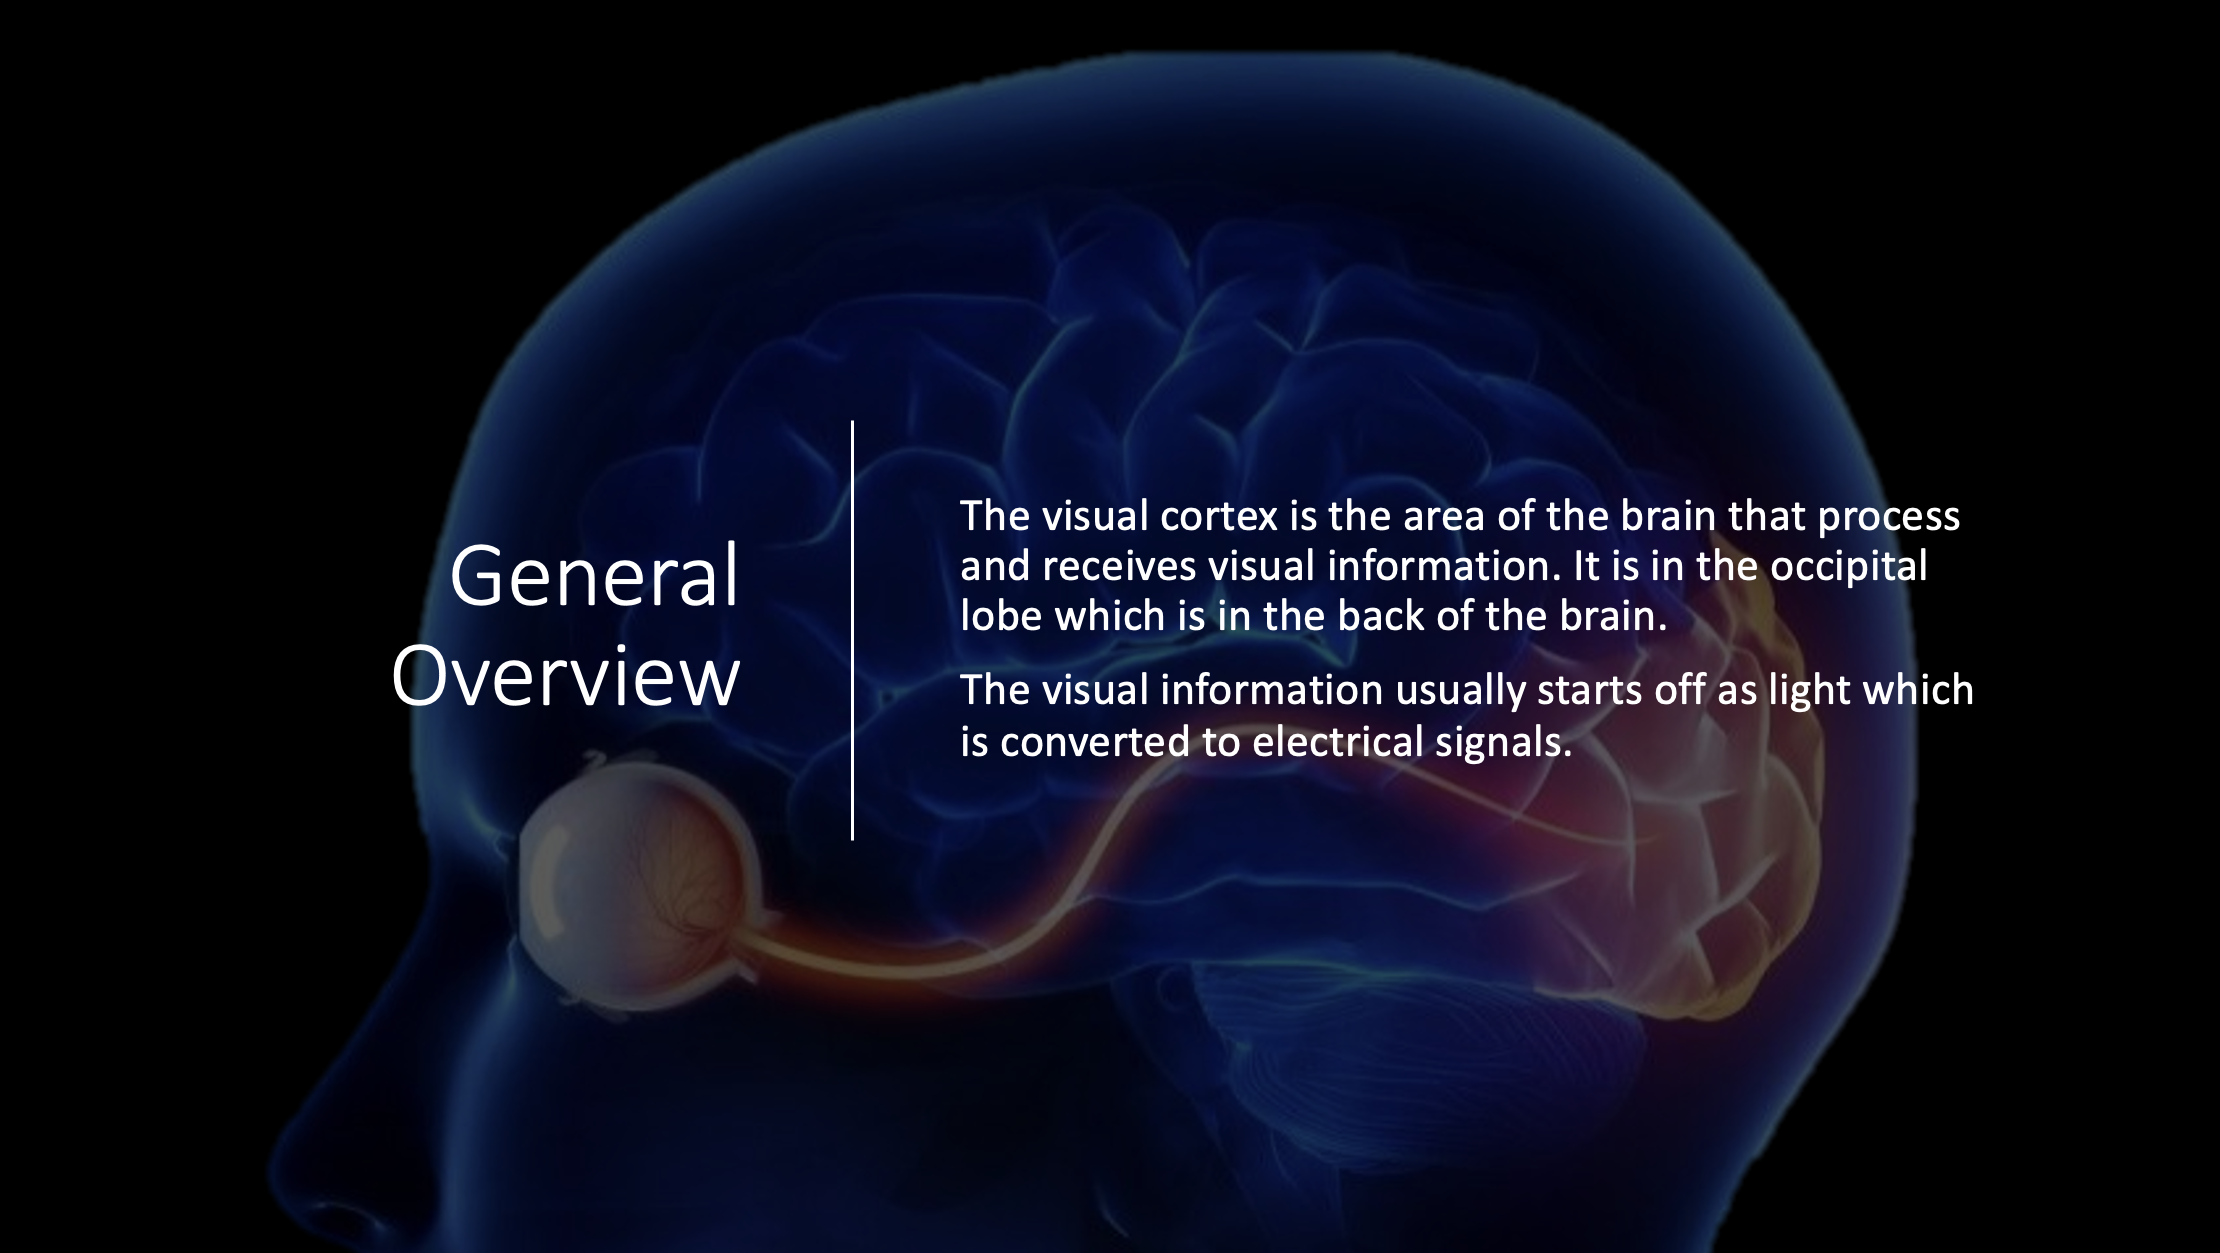 General
Overview
The visual cortex is the area of the brain that process
and receives visual information. It is in the occipital
lobe which is in the back of the brain.
The visual information usually starts off as light which
is converted to electrical signals.